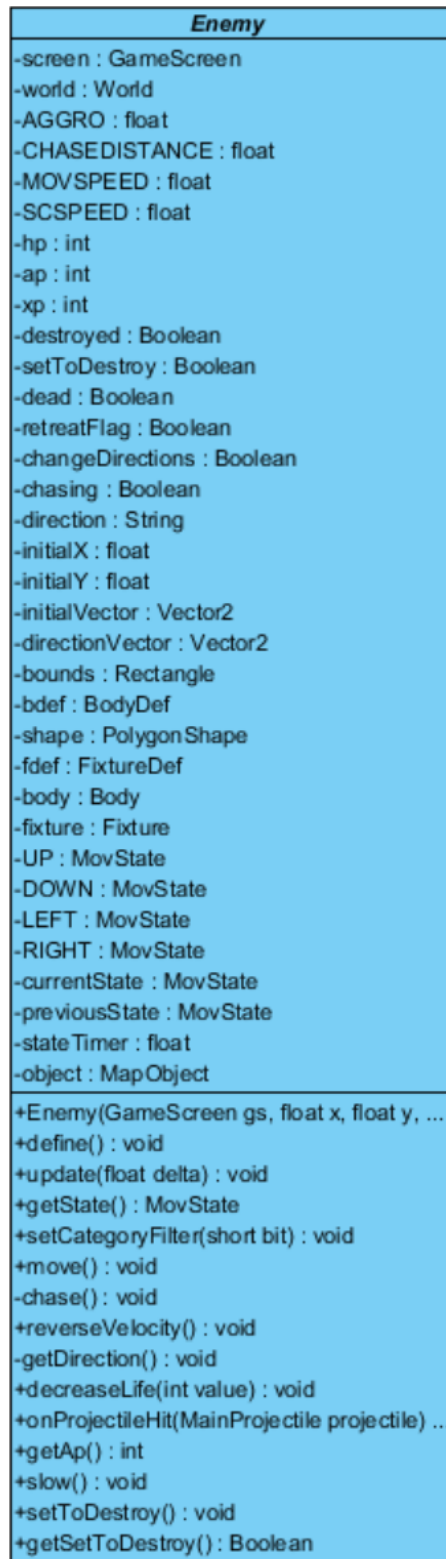 Enemy
-screen : GameScreen
-world : World
-AGGRO : float
-CHASEDISTANCE : float
-MOVSPEED : float
-SCSPEED : float
-hp : int
-ap : int
-xp : int
-destroyed : Boolean
-setToDestroy : Boolean
-dead : Boolean
-retreatFlag : Boolean
-changeDirections : Boolean
-chasing : Boolean
-direction : String
-initialX : float
-initialY : float
-initialVector : Vector2
-directionVector : Vector2
-bounds : Rectangle
-bdef : BodyDef
-shape : PolygonShape
-fdef : FixtureDef
-body : Body
-fixture : Fixture
-UP : MovState
-DOWN : MovState
-LEFT : MovState
-RIGHT : MovState
-currentState : MovState
-previousState : MovState
-stateTimer : float
-object : MapObject
+Enemy(GameScreen gs, float x, float y, ...
+define() : void
+update(float delta) : void
+getState() : MovState
+setCategoryFilter(short bit) : void
+move() : void
-chase() : void
+reverseVelocity() : void
-getDirection() : void
+decreaseLife(int value) : void
+onProjectileHit(MainProjectile projectile) ...
+getAp() : int
+slow() : void
+setToDestroy() : void
+getSetToDestroy() : Boolean